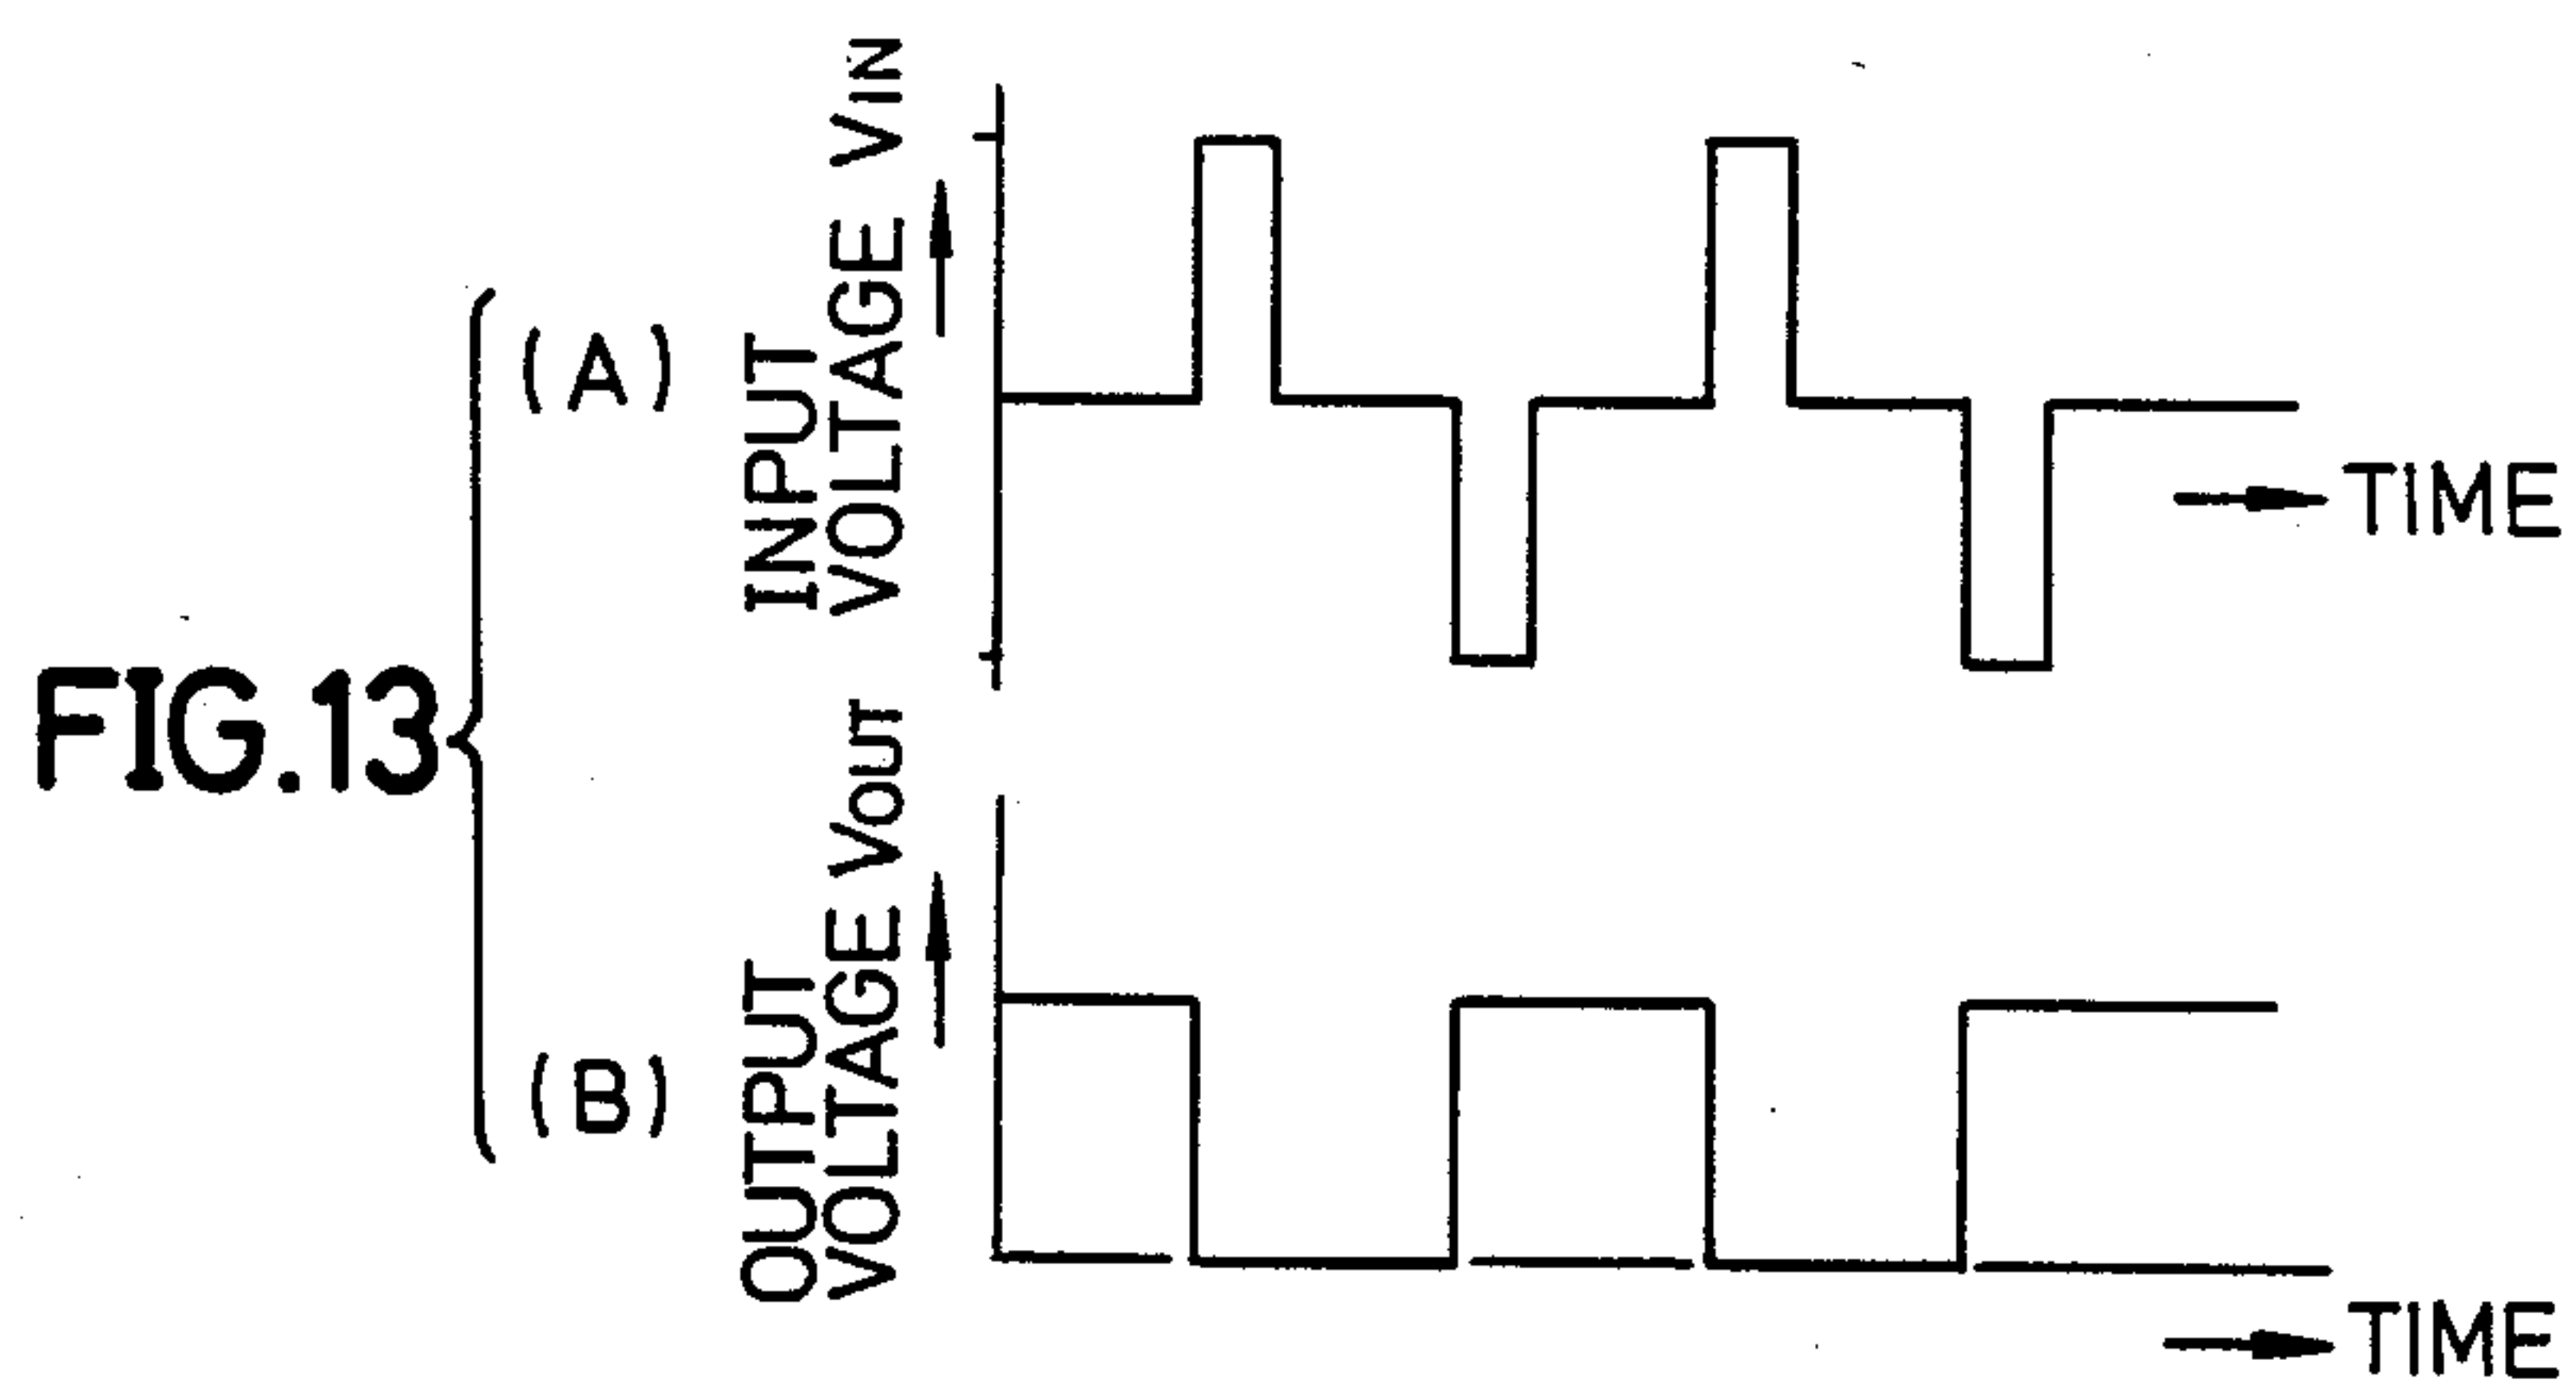 FIG.13
(A)
INPUT
VOLTAGE VIN
TIME
(B)
OUTPUT
VOLTAGE VOUT
TIME